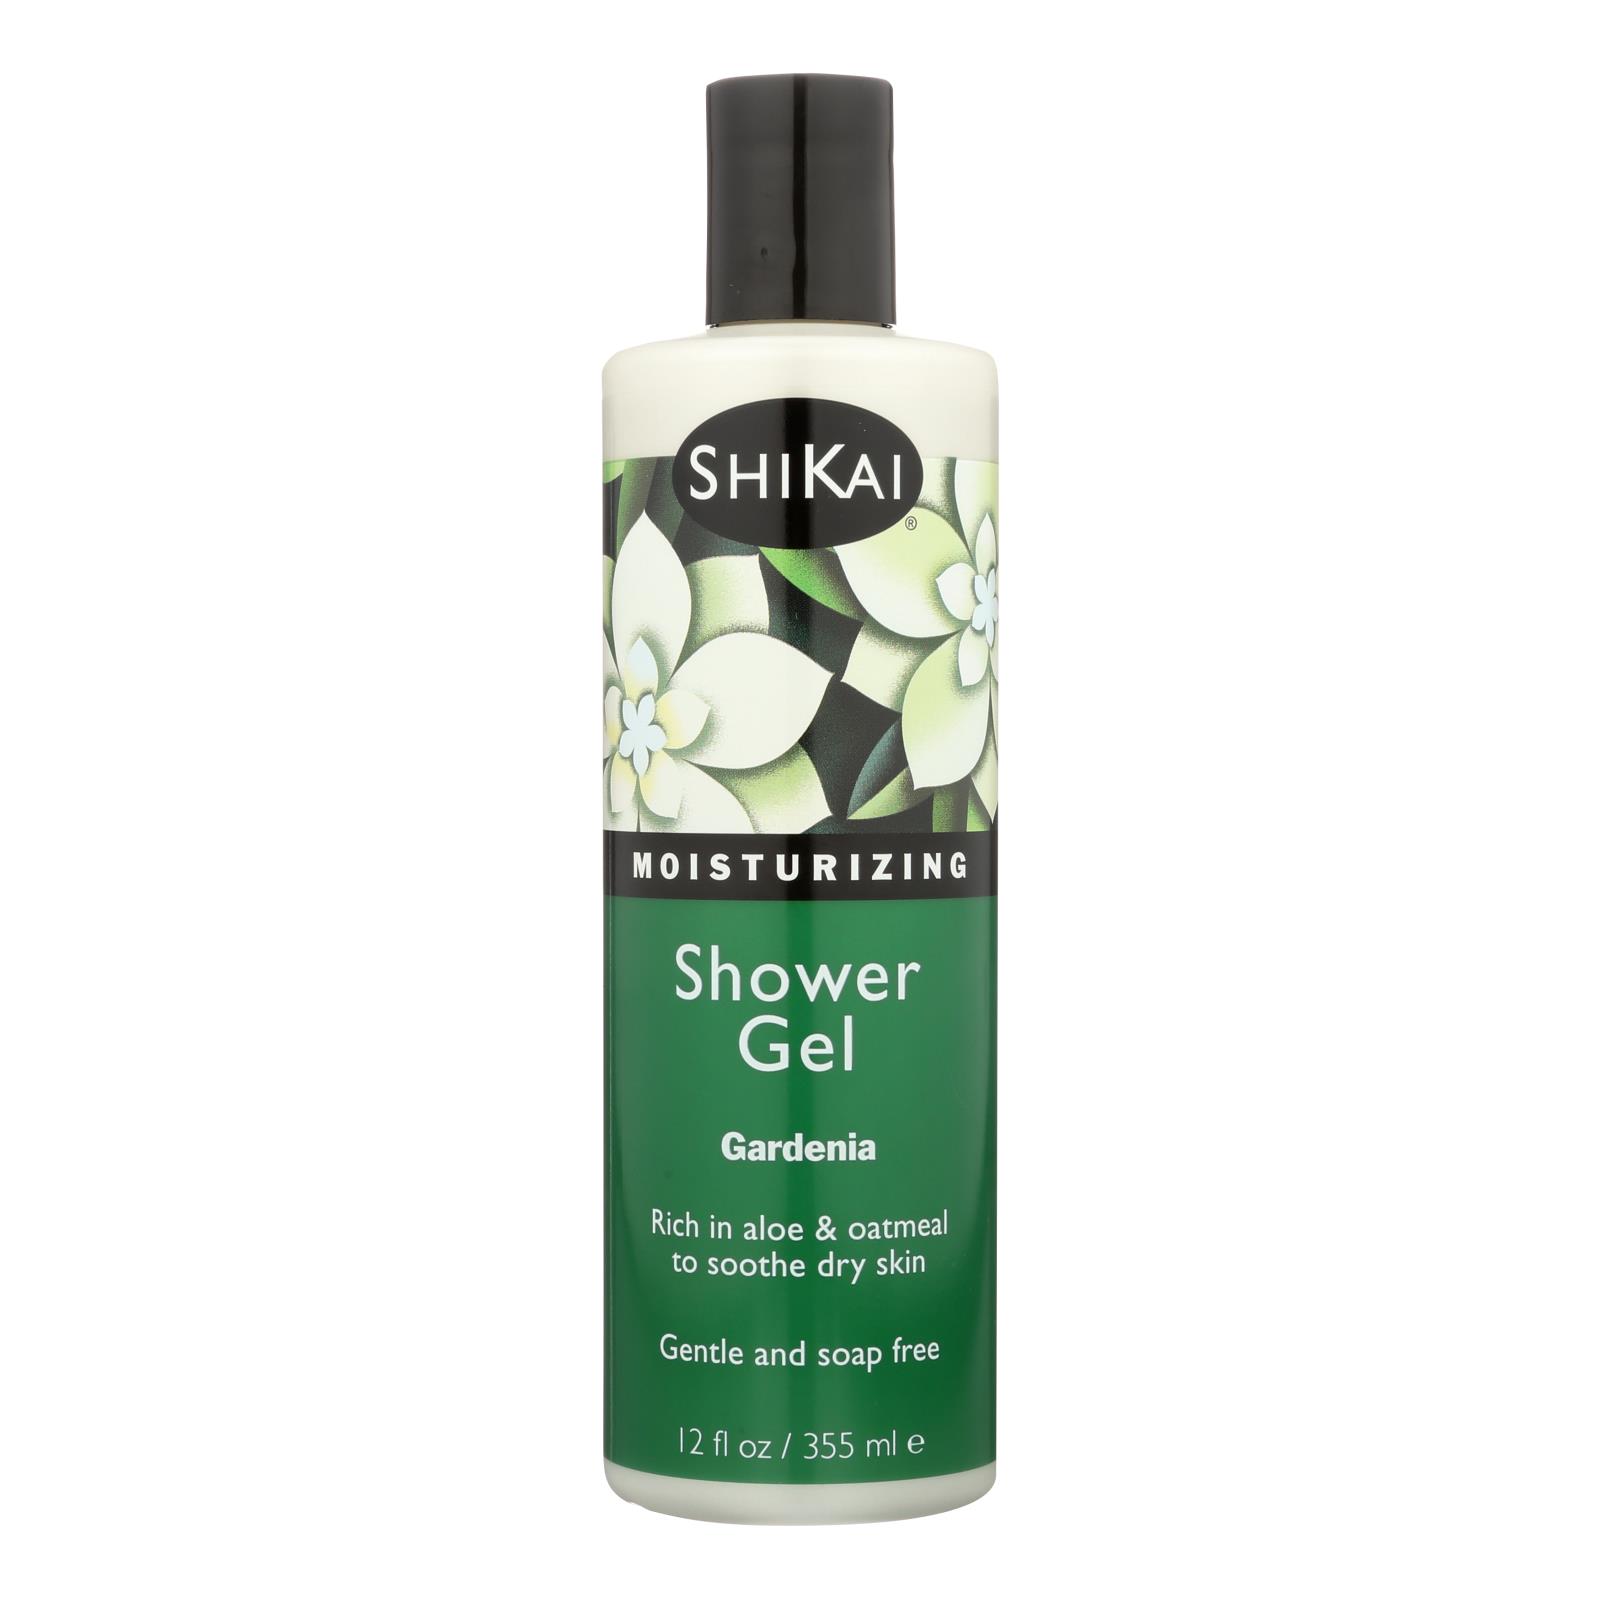 SHIKAI
®
MOISTURIZING
Shower
Gel
Gardenia
Rich in aloe & oatmeal
to soothe dry skin
Gentle and soap free
12 fl oz / 355 ml ℮